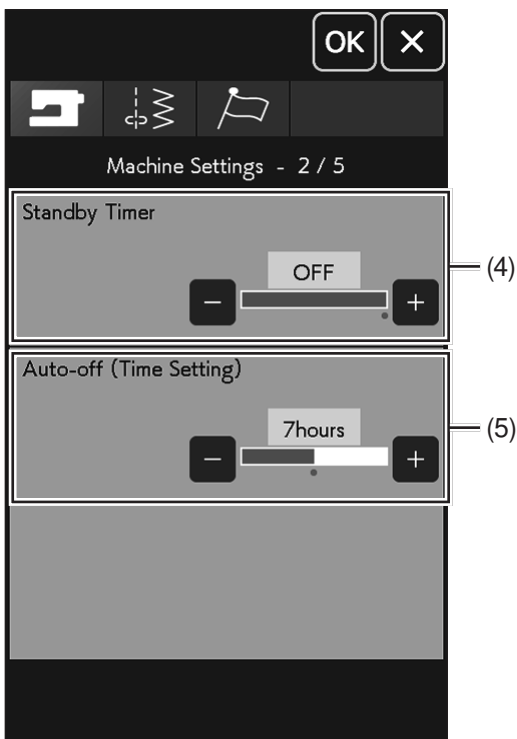 OK ×
Machine Settings - 2 / 5
Standby Timer
OFF
− +
(4)
Auto-off (Time Setting)
7hours
− +
(5)